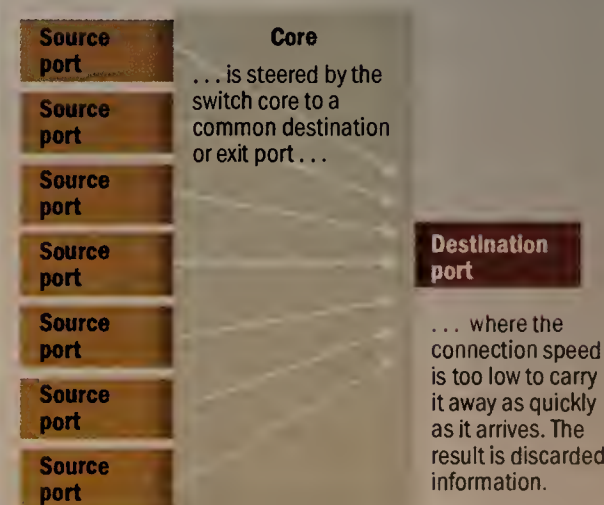 Source
port
Source
port
Source
port
Source
port
Source
port
Source
port
Source
port
Core
. . . is steered by the
switch core to a
common destination
or exit port . . .
Destination
port
. . . where the
connection speed
is too low to carry
it away as quickly
as it arrives. The
result is discarded
information.